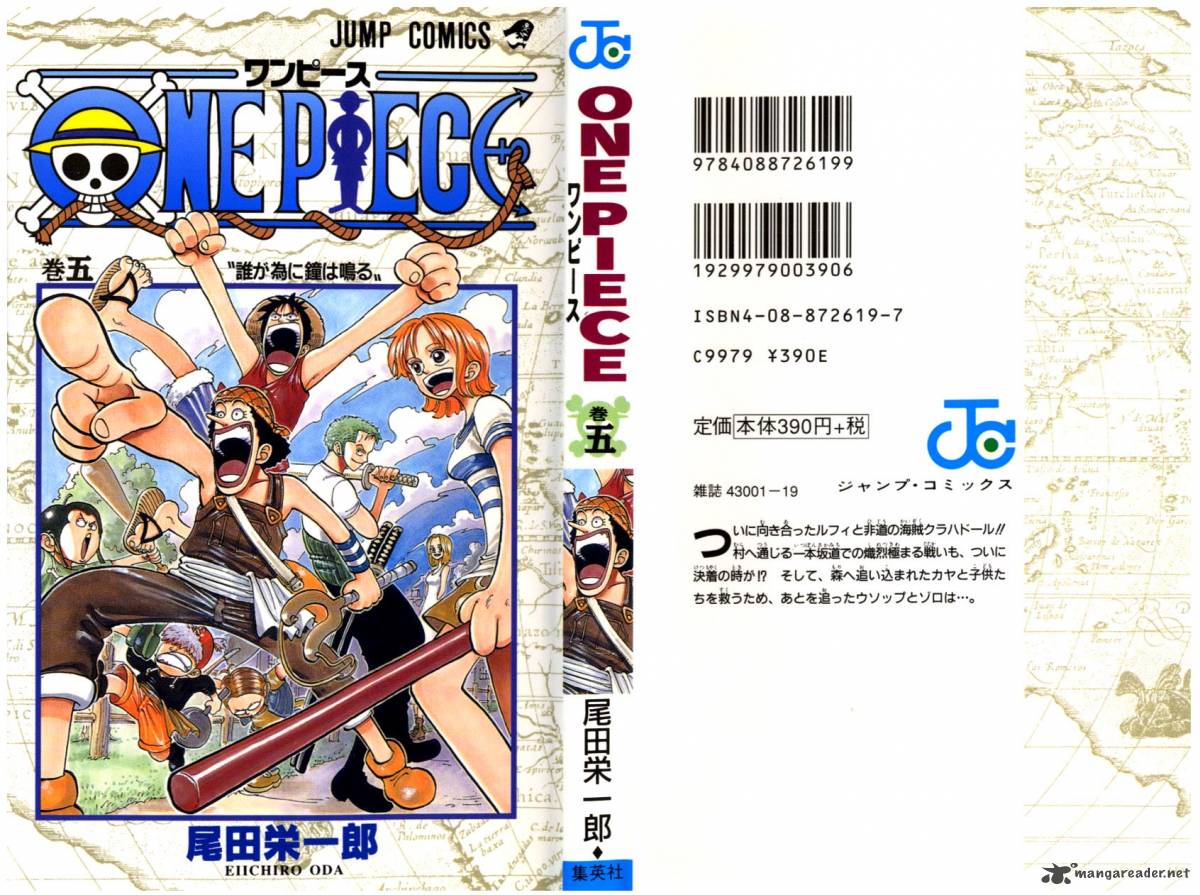 JUMP COMICS
ワンピース
ONE PIECE
巻五
〝誰が為に鐘は鳴る〟
尾田栄一郎
EIICHIRO ODA
JC
ONE PIECE
ワンピース
巻五
尾田栄一郎
集英社
9784088726199
1929979003906
ISBN4-08-872619-7
C9979 ¥390E
定価 本体390円+税
JC
雑誌 43001-19
ジャンプ・コミックス
ついに向き合ったルフィと非道の海賊クラハドール!!
村へ通じる一本坂道での熾烈極まる戦いも、ついに
決着の時が!? そして、森へ追い込まれたカヤと子供た
ちを救うため、あとを追ったウソップとゾロは…。
mangareader.net